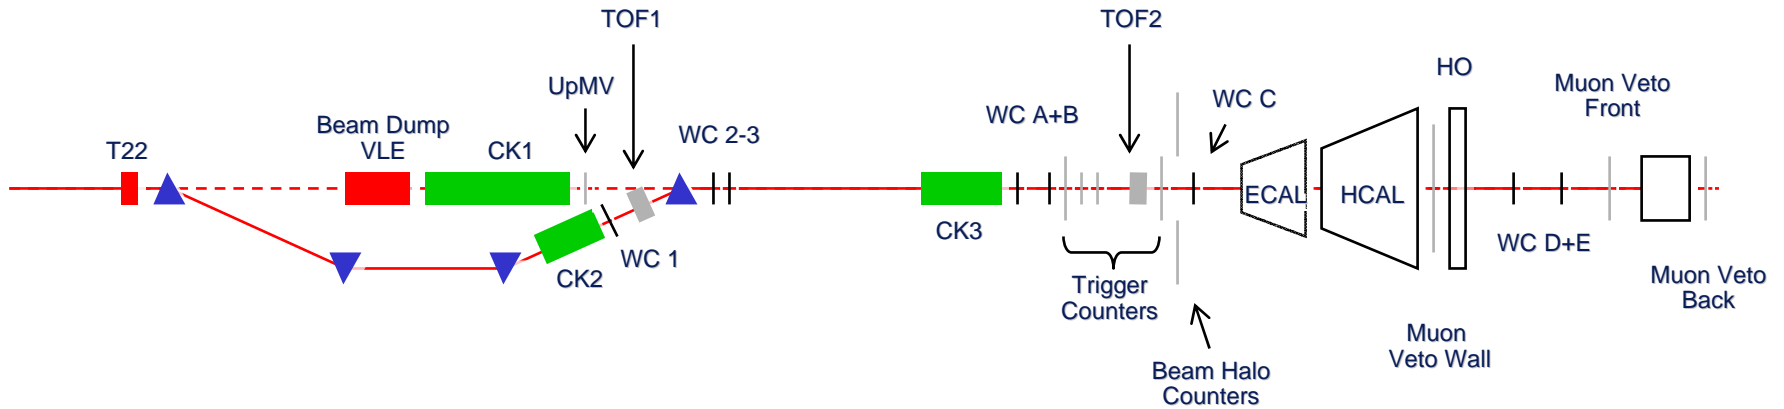 TOF1
TOF2
UpMV
HO
Muon Veto
Front
WC C
WC A+B
Beam Dump
VLE
WC 2-3
T22
CK1
ECAL
HCAL
CK3
WC 1
CK2
WC D+E
Trigger
Counters
Muon Veto
Back
Muon
Veto Wall
Beam Halo
Counters